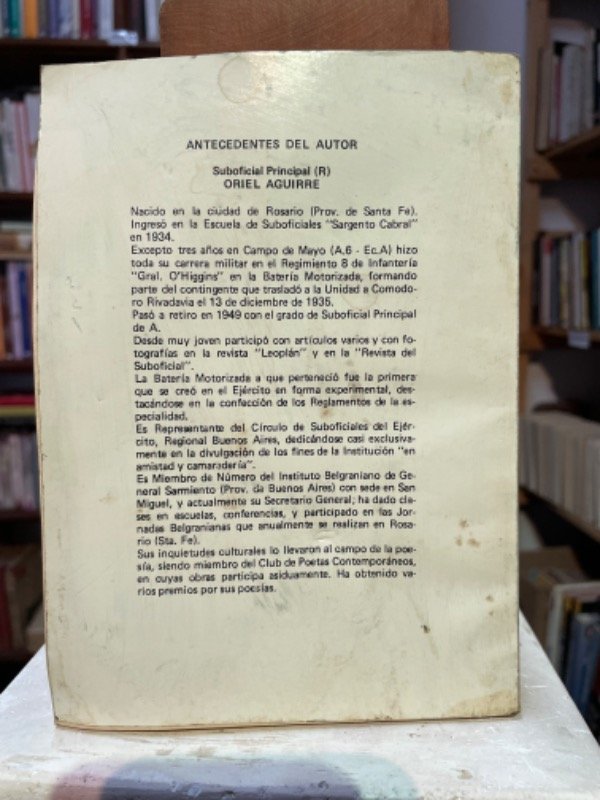 ANTECEDENTES DEL AUTOR
Suboficial Principal (R)
ORIEL AGUIRRE
Nacido en la ciudad de Rosario (Prov. de Santa Fe).
Ingresó en la Escuela de Suboficiales "Sargento Cabral"
en 1934.
Excepto tres años en Campo de Mayo (A.6 - Ec.A) hizo
toda su carrera militar en el Regimiento 8 de Infantería
"Gral. O'Higgins" en la Batería Motorizada, formando
parte del contingente que trasladó a la Unidad a Comodo-
ro Rivadavia el 13 de diciembre de 1935.
Pasó a retiro en 1949 con el grado de Suboficial Principal
de A.
Desde muy joven participó con artículos varios y con fo-
tografías en la revista "Leoplán" y en la "Revista del
Suboficial".
La Batería Motorizada a que perteneció fue la primera
que se creó en el Ejército en forma experimental, des-
tacándose en la confección de los Reglamentos de la es-
pecialidad.
Es Representante del Círculo de Suboficiales del Ejér-
cito, Regional Buenos Aires, dedicándose casi exclusiva-
mente en la divulgación de los fines de la Institución "en
amistad y camaradería".
Es Miembro de Número del Instituto Belgraniano de Ge-
neral Sarmiento (Prov. de Buenos Aires) con sede en San
Miguel, y actualmente su Secretario General; ha dado cla-
ses en escuelas, conferencias, y participado en las Jor-
nadas Belgranianas que anualmente se realizan en Rosa-
rio (Sta. Fe).
Sus inquietudes culturales lo llevaron al campo de la poe-
sía, siendo miembro del Club de Poetas Contemporáneos,
en cuyas obras participa asiduamente. Ha obtenido va-
rios premios por sus poesías.